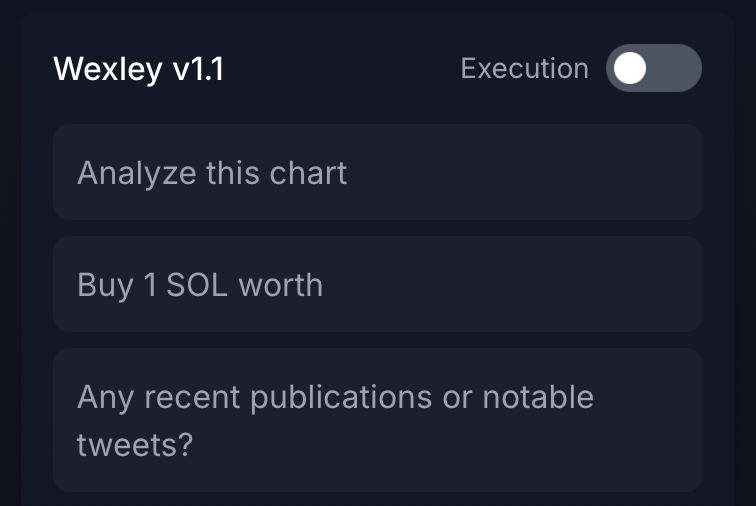 Wexley v1.1
Execution
Analyze this chart
Buy 1 SOL worth
Any recent publications or notable
tweets?